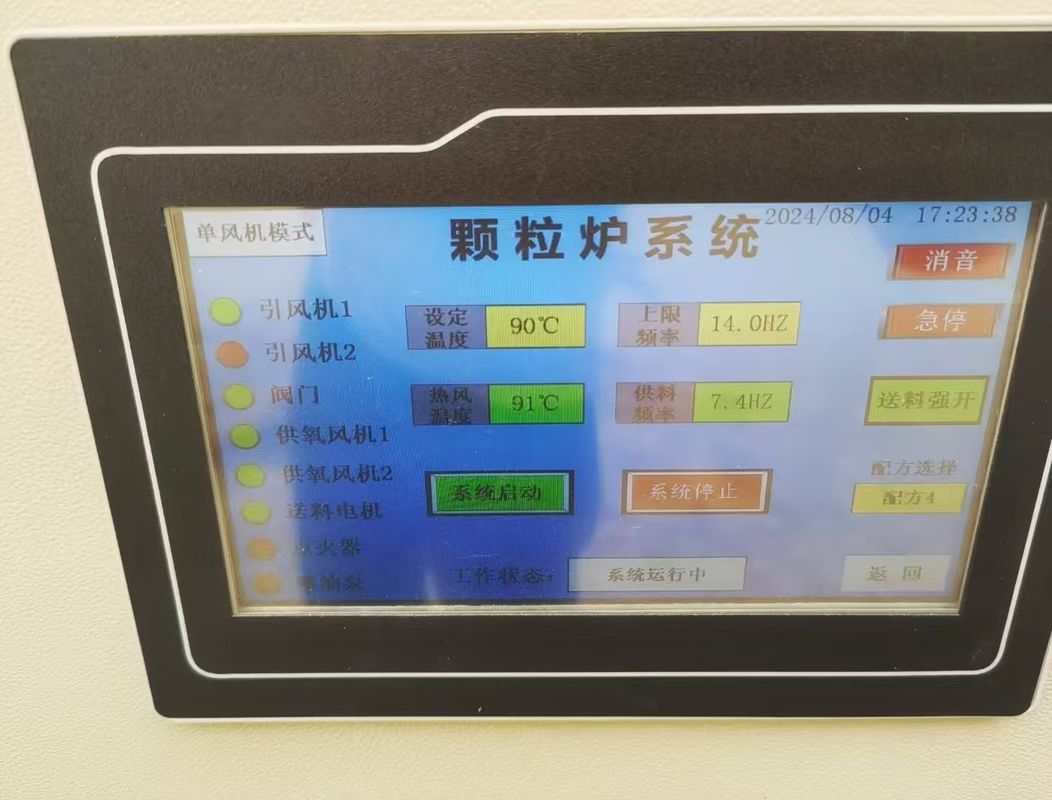 单风机模式
颗粒炉系统
2024/08/04 17:23:38
消音
引风机1
设定温度
90℃
上限频率
14.0HZ
急停
引风机2
阀门
热风温度
91℃
供料频率
7.4HZ
送料强开
供氧风机1
供氧风机2
系统启动
系统停止
配方选择
配方4
送料电机
点火器
工作状态:
系统运行中
返回